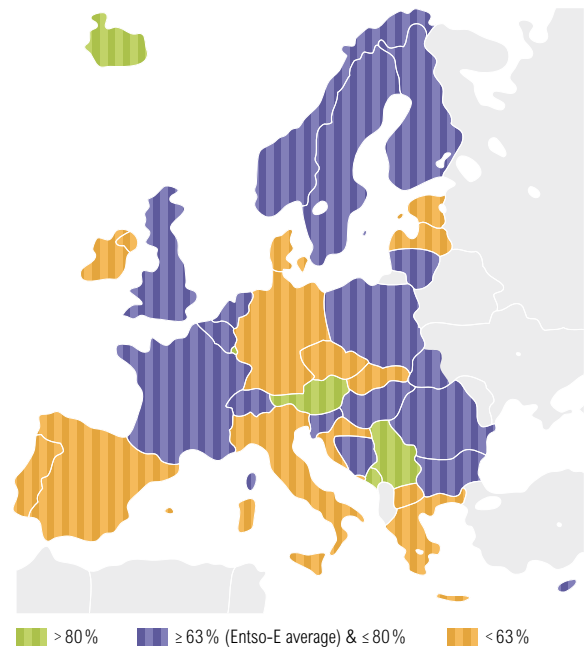 > 80 % ≥ 63 % (Entso-E average) & ≤ 80 % < 63 %